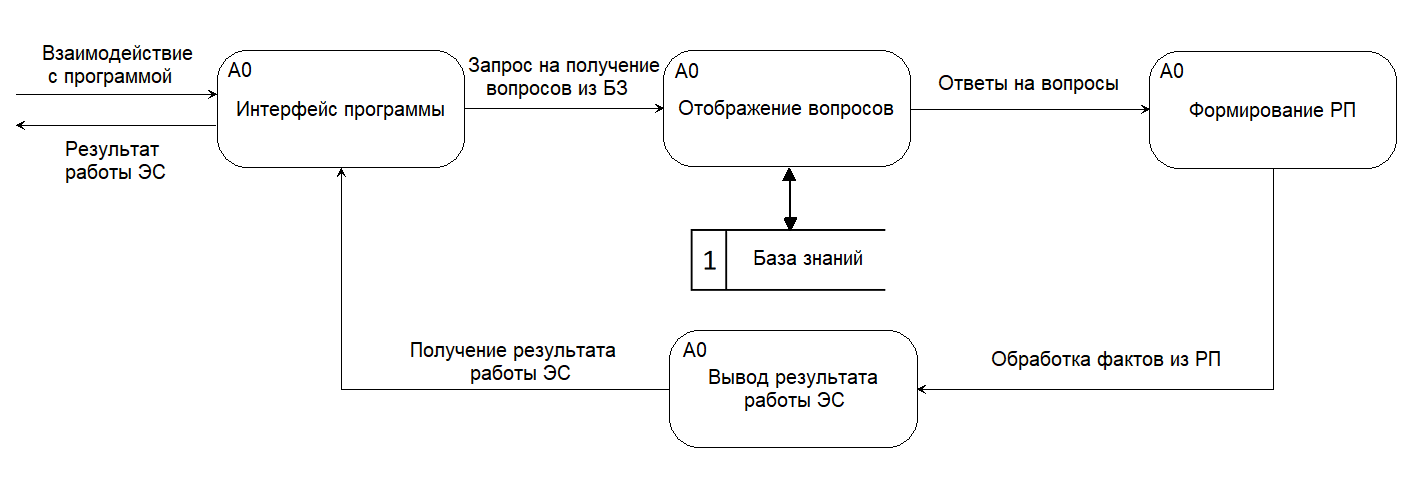 Взаимодействие
с программой
Результат
работы ЭС
A0
Интерфейс программы
Запрос на получение
вопросов из БЗ
A0
Отображение вопросов
Ответы на вопросы
A0
Формирование РП
1
База знаний
Получение результата
работы ЭС
A0
Вывод результата
работы ЭС
Обработка фактов из РП